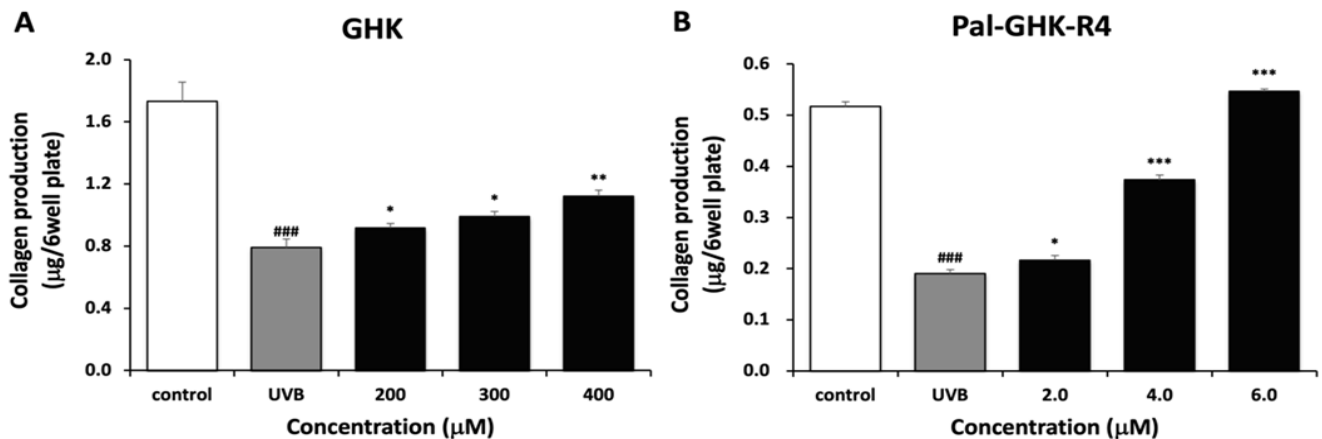 A
GHK
Collagen production
(μg/6well plate)
2.0
1.6
1.2
0.8
0.4
0.0
###
*
*
**
control UVB 200 300 400
Concentration (μM)
B
Pal-GHK-R4
Collagen production
(μg/6well plate)
0.6
0.5
0.4
0.3
0.2
0.1
0.0
###
*
***
***
control UVB 2.0 4.0 6.0
Concentration (μM)